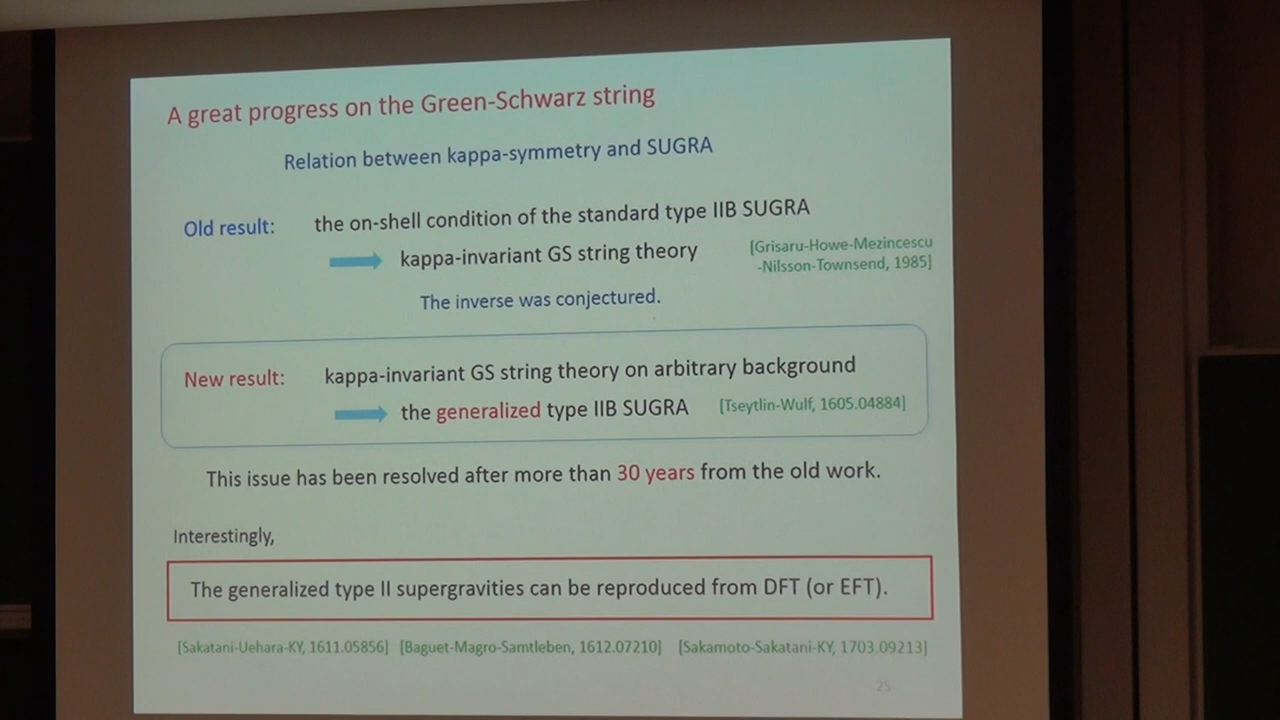 A great progress on the Green-Schwarz string
Relation between kappa-symmetry and SUGRA
Old result: the on-shell condition of the standard type IIB SUGRA
kappa-invariant GS string theory [Grisaru-Howe-Mezincescu
-Nilsson-Townsend, 1985]
The inverse was conjectured.
New result: kappa-invariant GS string theory on arbitrary background
the generalized type IIB SUGRA [Tseytlin-Wulf, 1605.04884]
This issue has been resolved after more than 30 years from the old work.
Interestingly,
The generalized type II supergravities can be reproduced from DFT (or EFT).
[Sakatani-Uehara-KY, 1611.05856] [Baguet-Magro-Samtleben, 1612.07210] [Sakamoto-Sakatani-KY, 1703.09213]
25